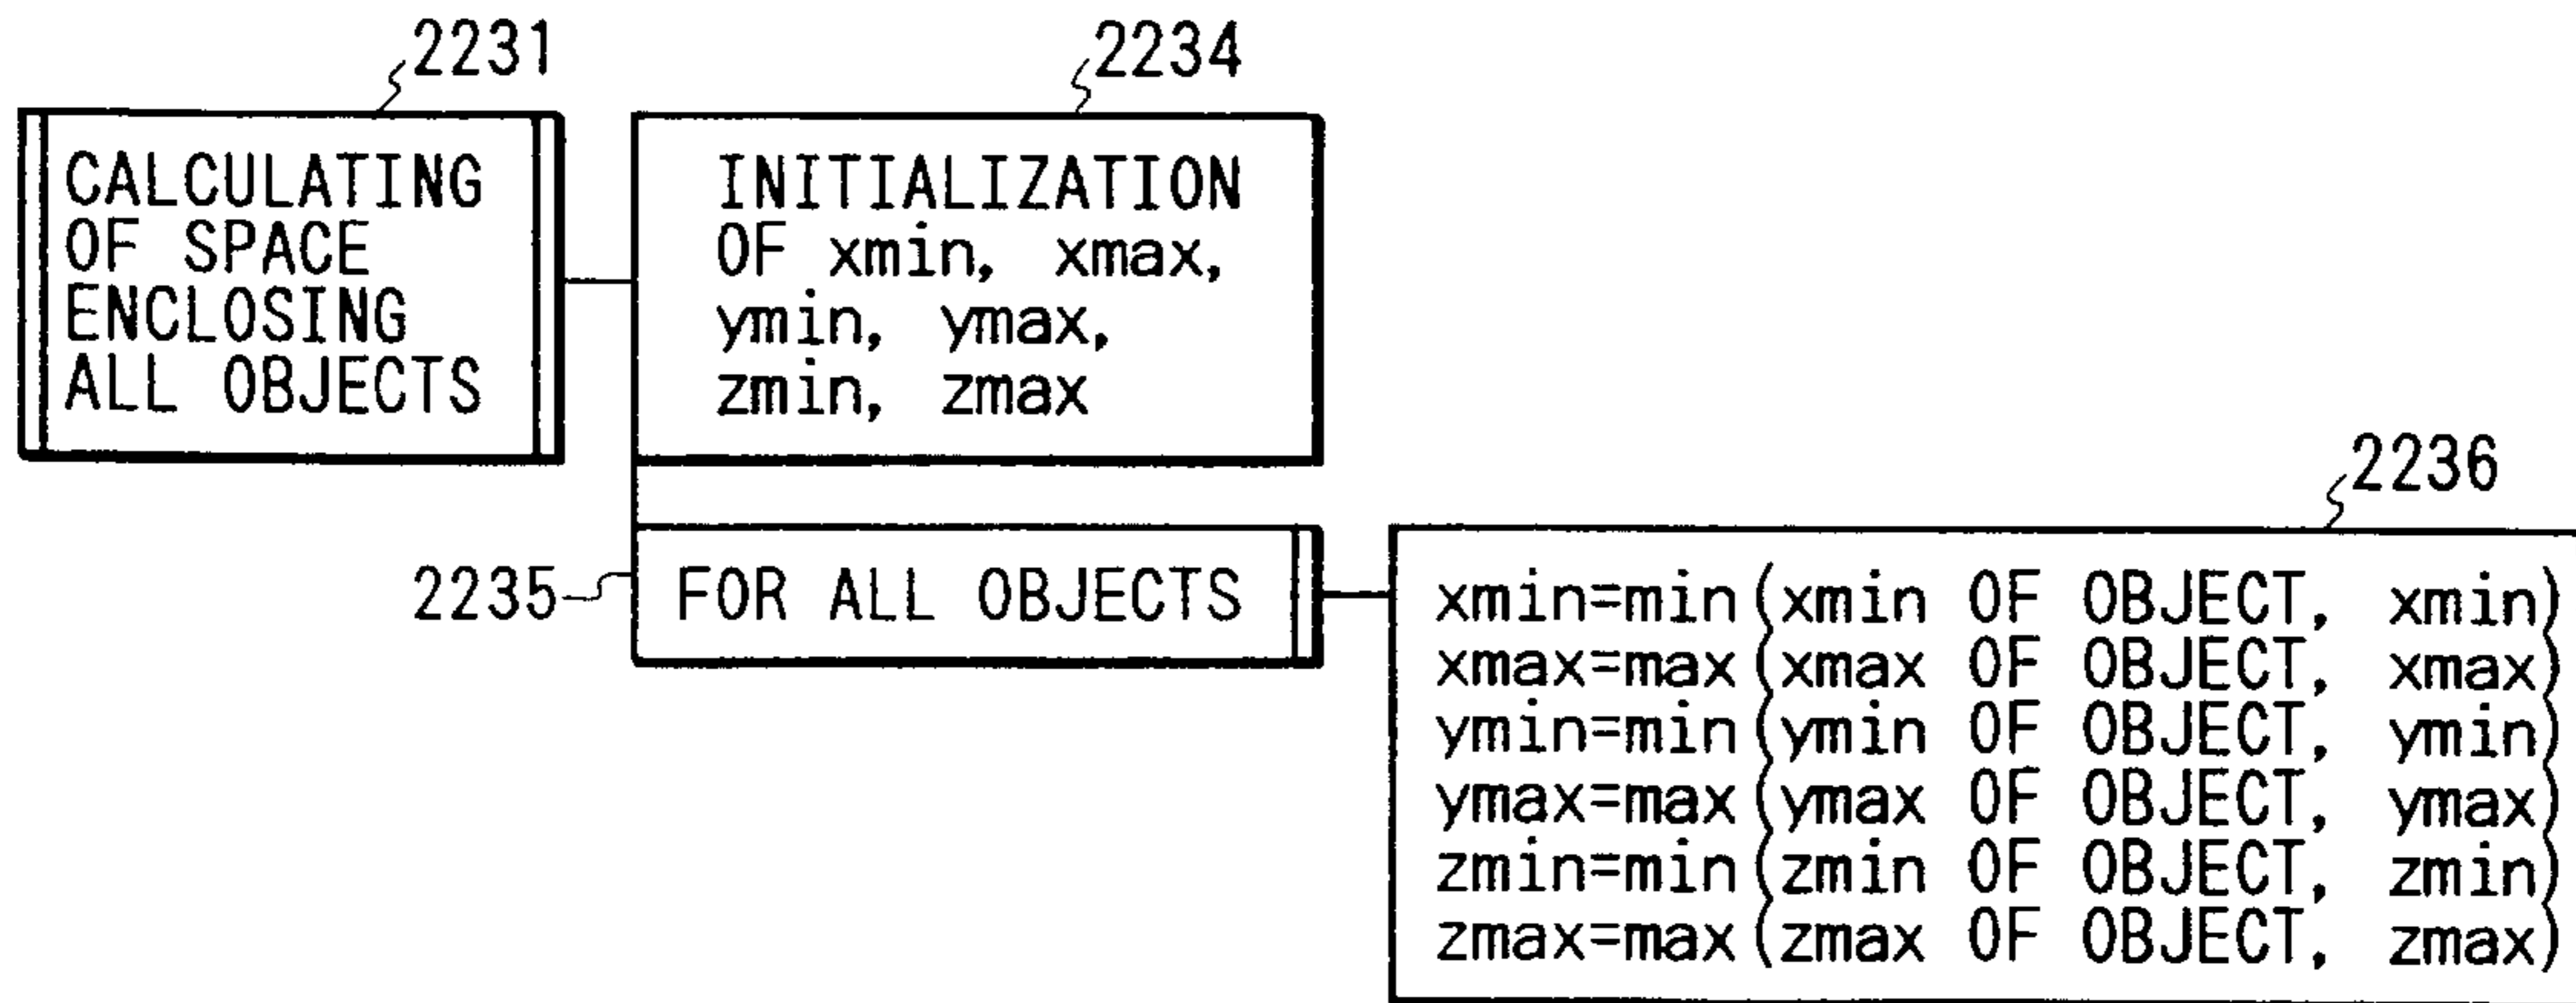 2231
CALCULATING
OF SPACE
ENCLOSING
ALL OBJECTS
2234
INITIALIZATION
OF xmin, xmax,
ymin, ymax,
zmin, zmax
2235
FOR ALL OBJECTS
2236
xmin=min(xmin OF OBJECT, xmin)
xmax=max(xmax OF OBJECT, xmax)
ymin=min(ymin OF OBJECT, ymin)
ymax=max(ymax OF OBJECT, ymax)
zmin=min(zmin OF OBJECT, zmin)
zmax=max(zmax OF OBJECT, zmax)